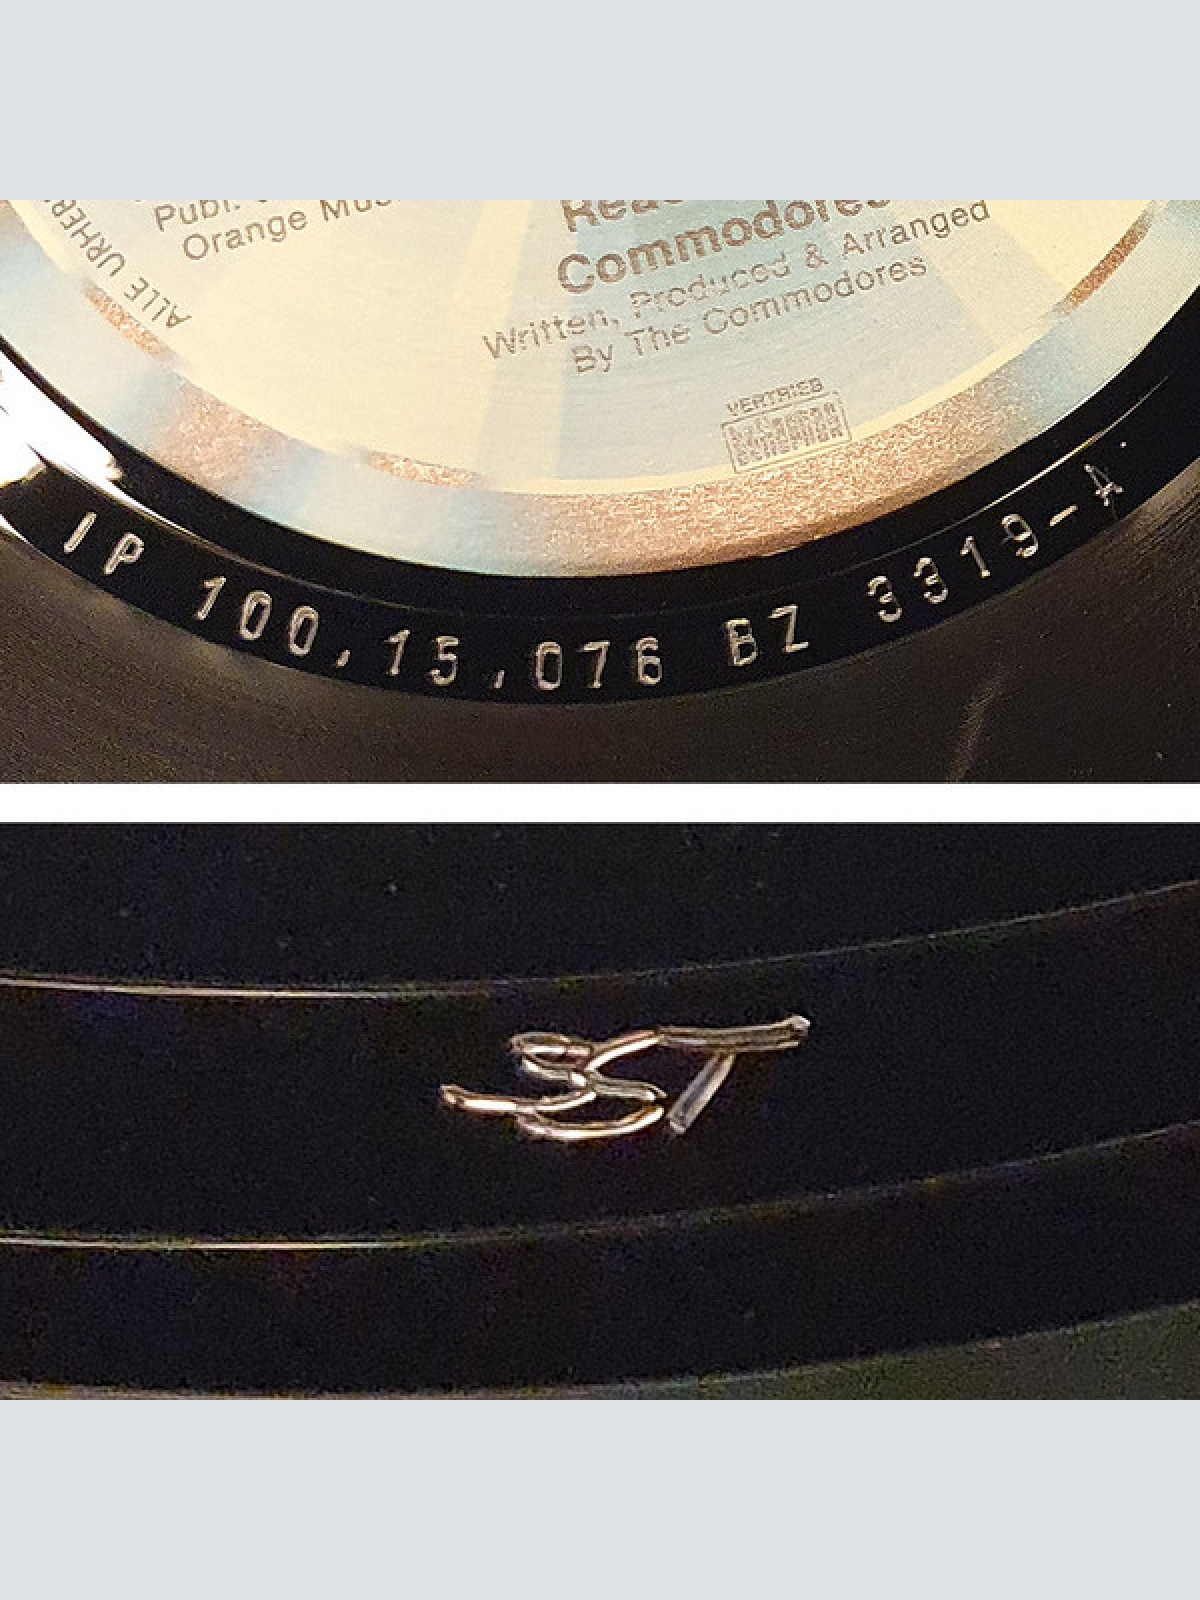 ALLE URHEB
Publ.
Orange Mus
Commodores
Written, Produced & Arranged
By The Commodores
VERTRIEB
IP 100.15.076 BZ 3319-A
ST